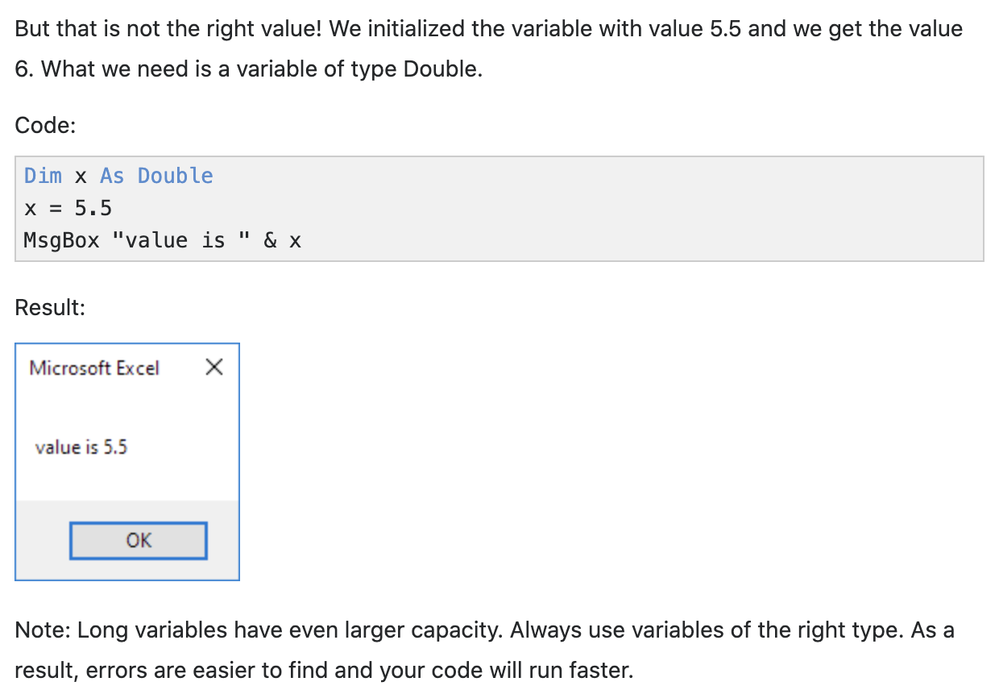 But that is not the right value! We initialized the variable with value 5.5 and we get the value
6. What we need is a variable of type Double.
Code:
Dim x As Double
x = 5.5
MsgBox "value is " & x
Result:
Microsoft Excel
value is 5.5
OK
Note: Long variables have even larger capacity. Always use variables of the right type. As a
result, errors are easier to find and your code will run faster.